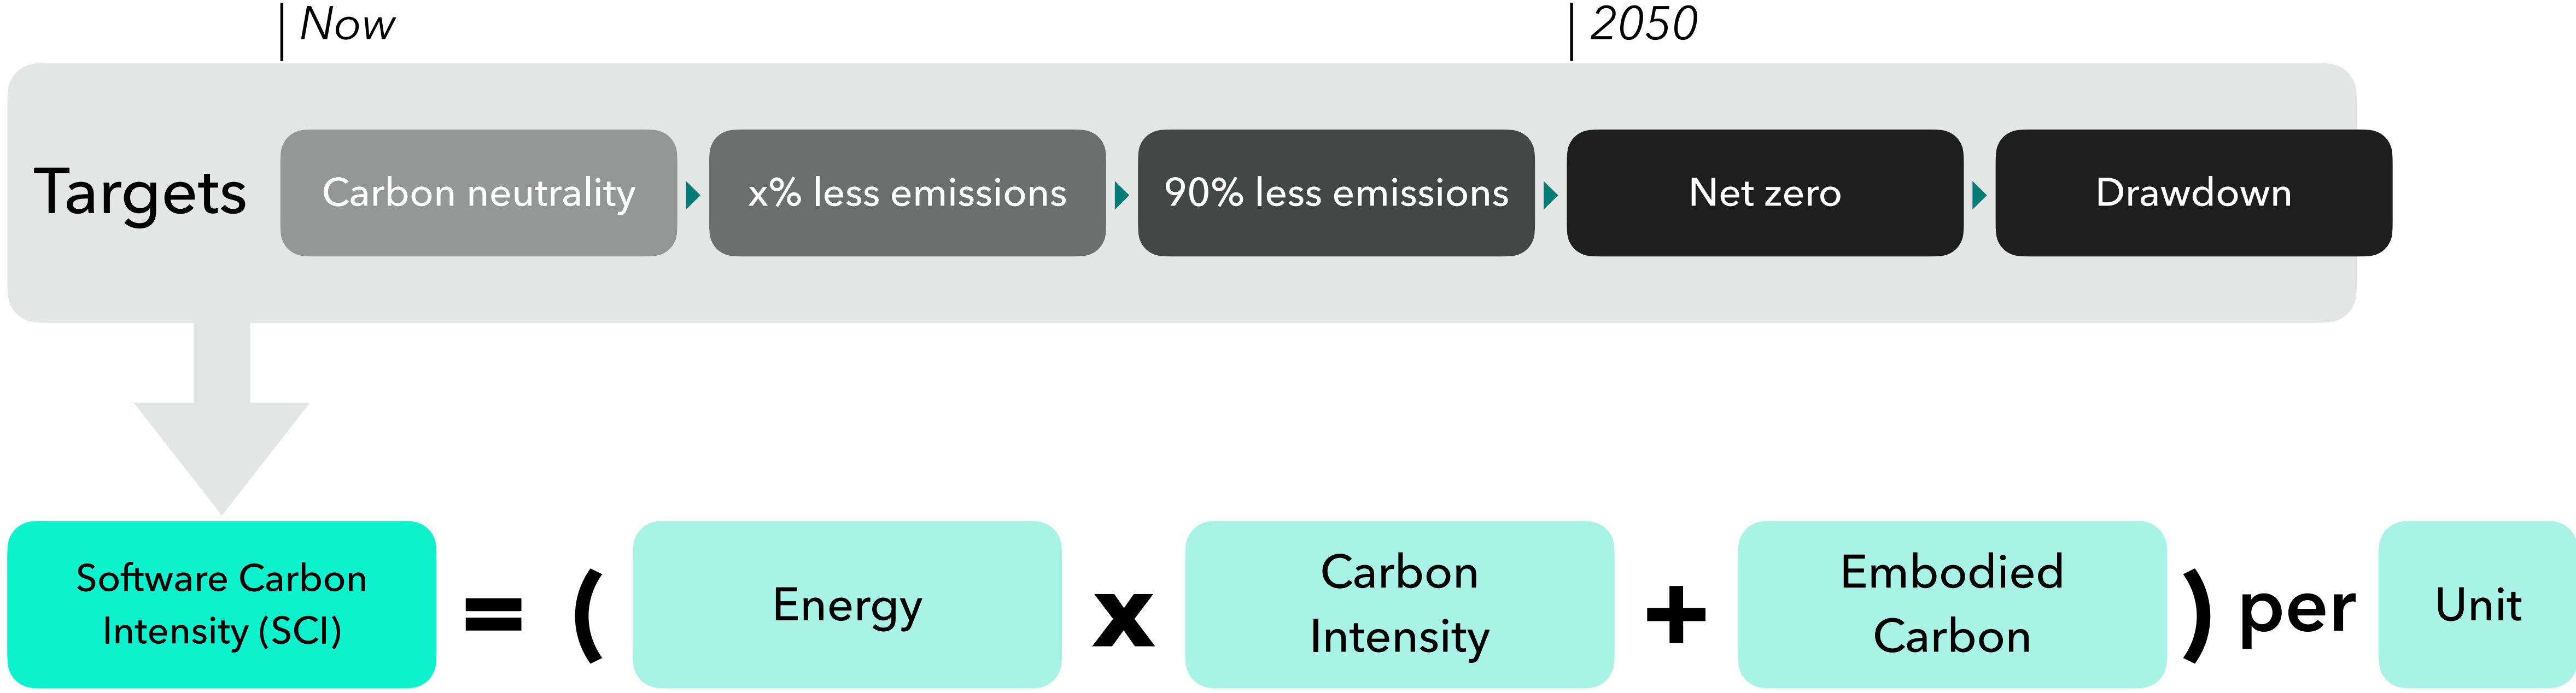 Now
2050
Targets
Carbon neutrality
x% less emissions
90% less emissions
Net zero
Drawdown
Software Carbon
Intensity (SCI)
=
(
Energy
x
Carbon
Intensity
+
Embodied
Carbon
)
per
Unit